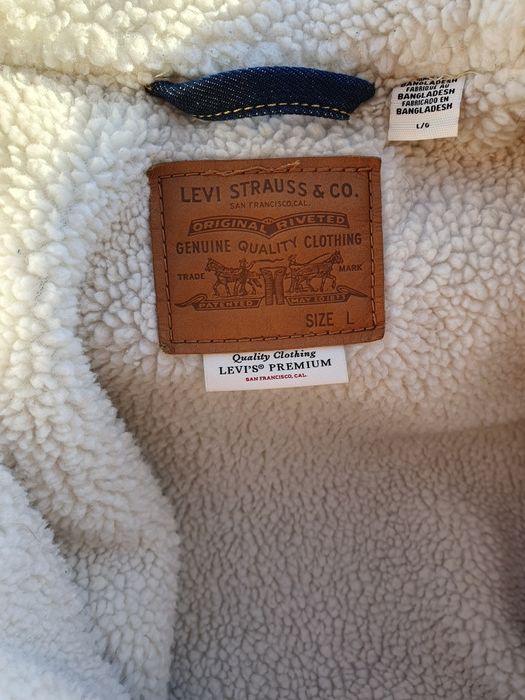 BANGLADESH
FABRIQUÉ AU
BANGLADESH
FABRICADO EN
BANGLADESH
L/G
LEVI STRAUSS & CO.
SAN FRANCISCO, CAL.
ORIGINAL RIVETED
GENUINE QUALITY CLOTHING
TRADE MARK
PATENTED MAY 20 1873
SIZE L
Quality Clothing
LEVI'S® PREMIUM
SAN FRANCISCO, CAL.